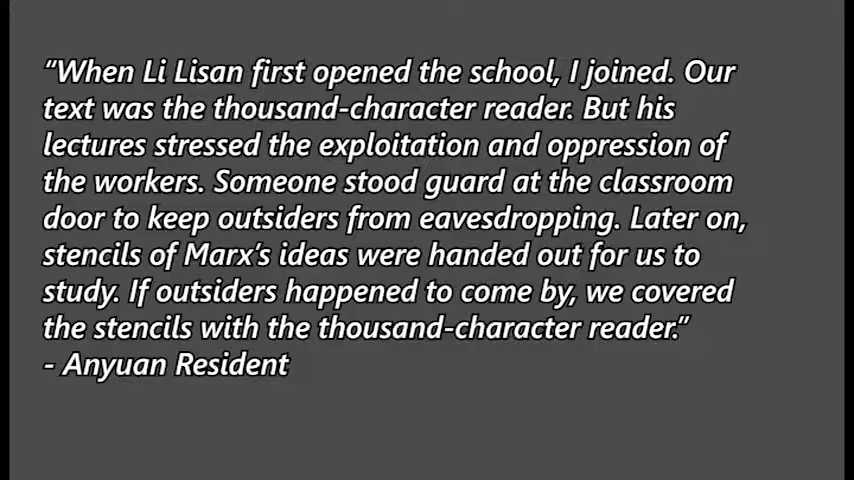 “When Li Lisan first opened the school, I joined. Our
text was the thousand-character reader. But his
lectures stressed the exploitation and oppression of
the workers. Someone stood guard at the classroom
door to keep outsiders from eavesdropping. Later on,
stencils of Marx’s ideas were handed out for us to
study. If outsiders happened to come by, we covered
the stencils with the thousand-character reader.”
- Anyuan Resident